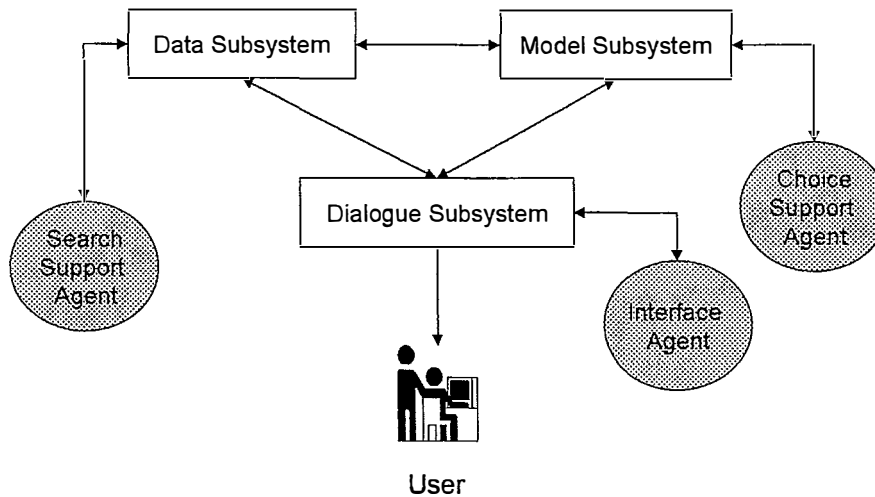 Data Subsystem
Model Subsystem
Dialogue Subsystem
Choice
Support
Agent
Search
Support
Agent
Interface
Agent
User